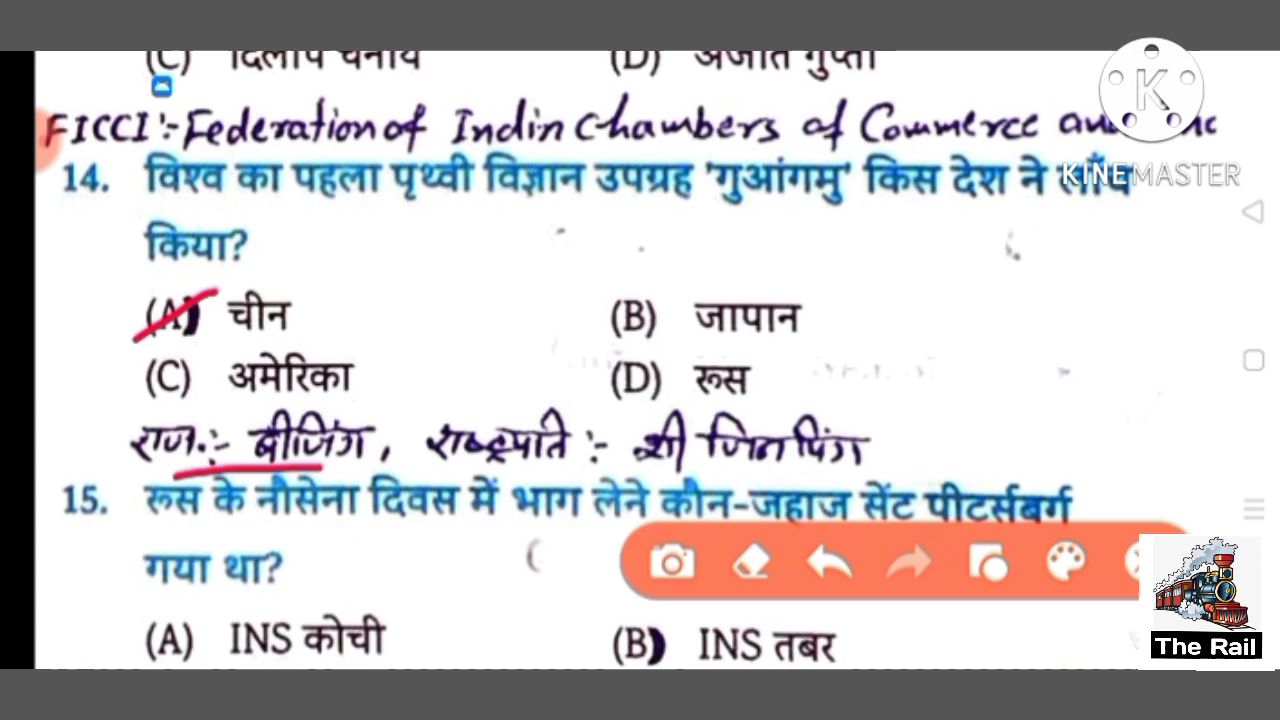 (C) दिलीप चेनॉय (D) अजीत गुप्ता
FICCI :- Federation of Indin Chambers of Commerce
K
KINEMASTER
14. विश्व का पहला पृथ्वी विज्ञान उपग्रह 'गुआंगमु' किस देश ने लॉंच
किया?
(A) चीन (B) जापान
(C) अमेरिका (D) रूस
राज.:- बीजिंग, राष्ट्रपति :- शी जिनपिंग
15. रूस के नौसेना दिवस में भाग लेने कौन-जहाज सेंट पीटर्सबर्ग
गया था?
(A) INS कोची (B) INS तबर
The Rail